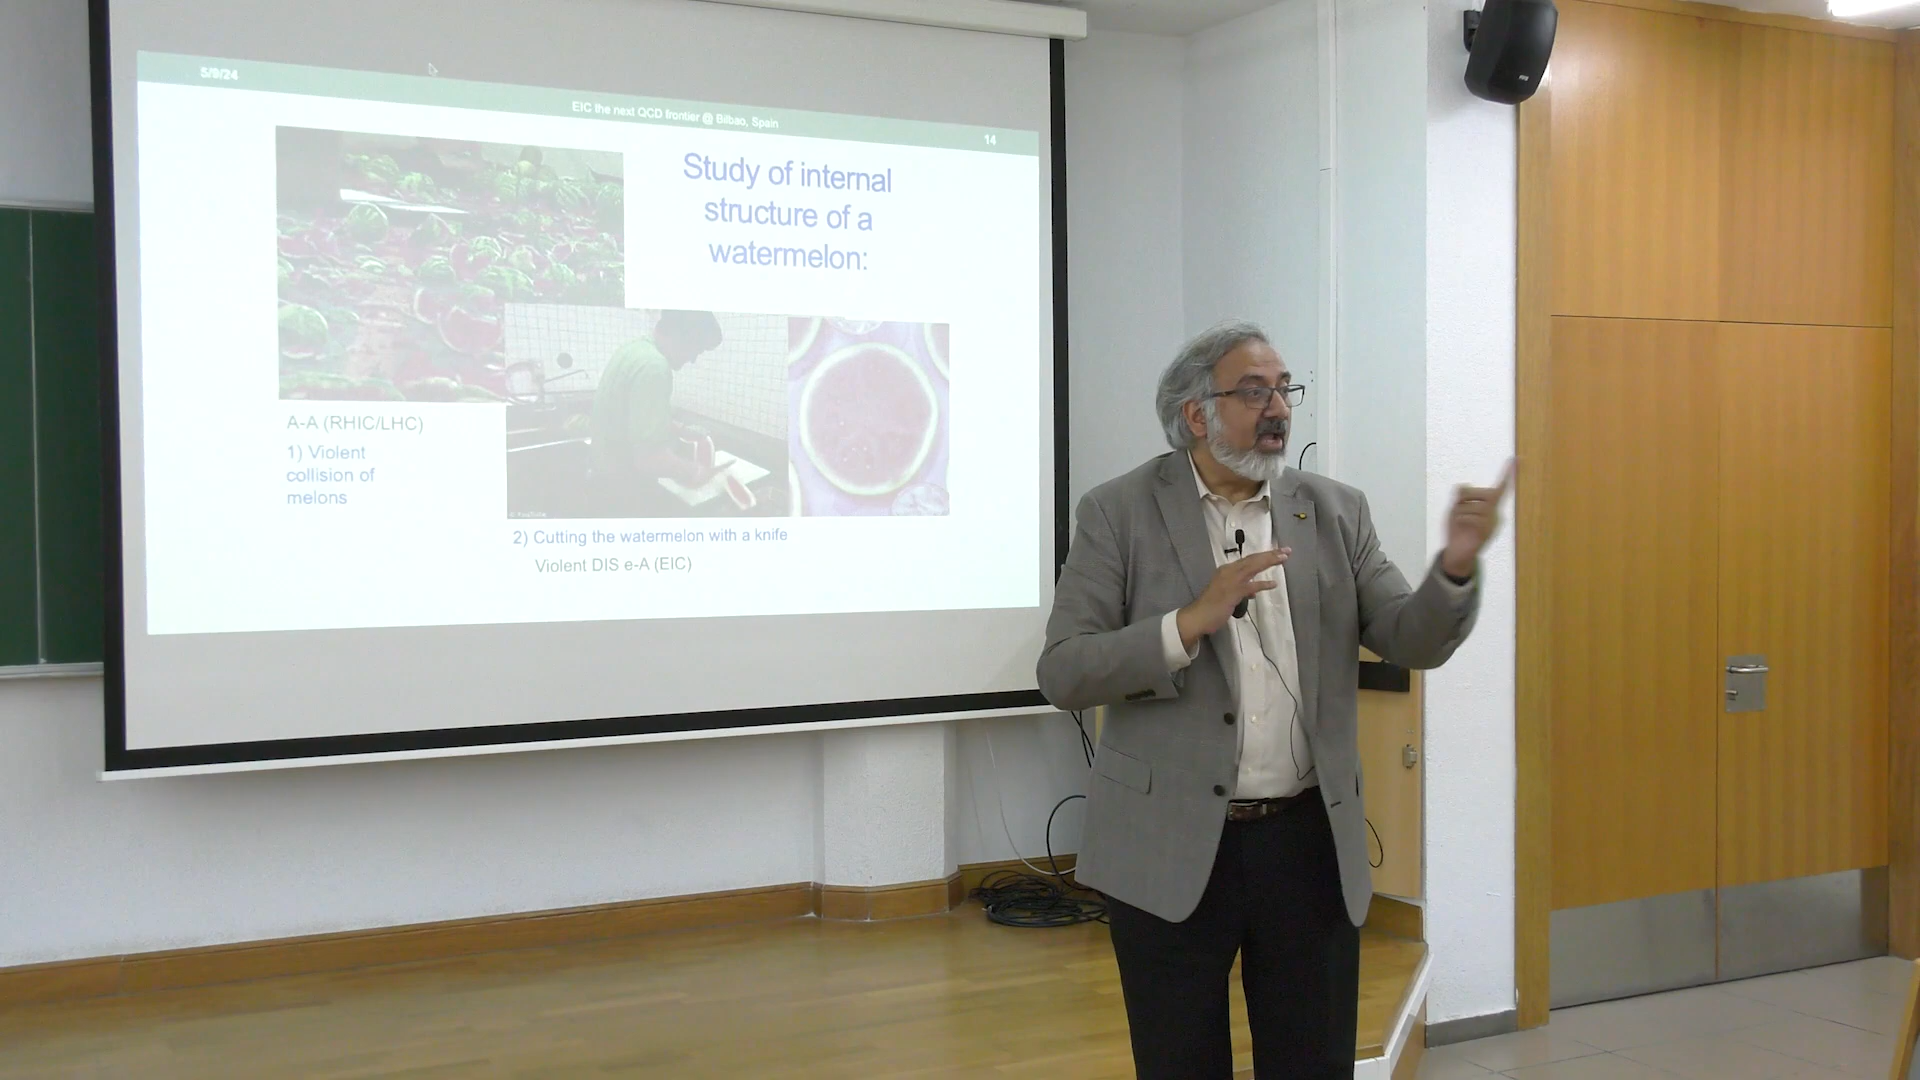 5/9/24
EIC the next QCD frontier @ Bilbao, Spain
14
Study of internal
structure of a
watermelon:
A-A (RHIC/LHC)
1) Violent
collision of
melons
2) Cutting the watermelon with a knife
Violent DIS e-A (EIC)